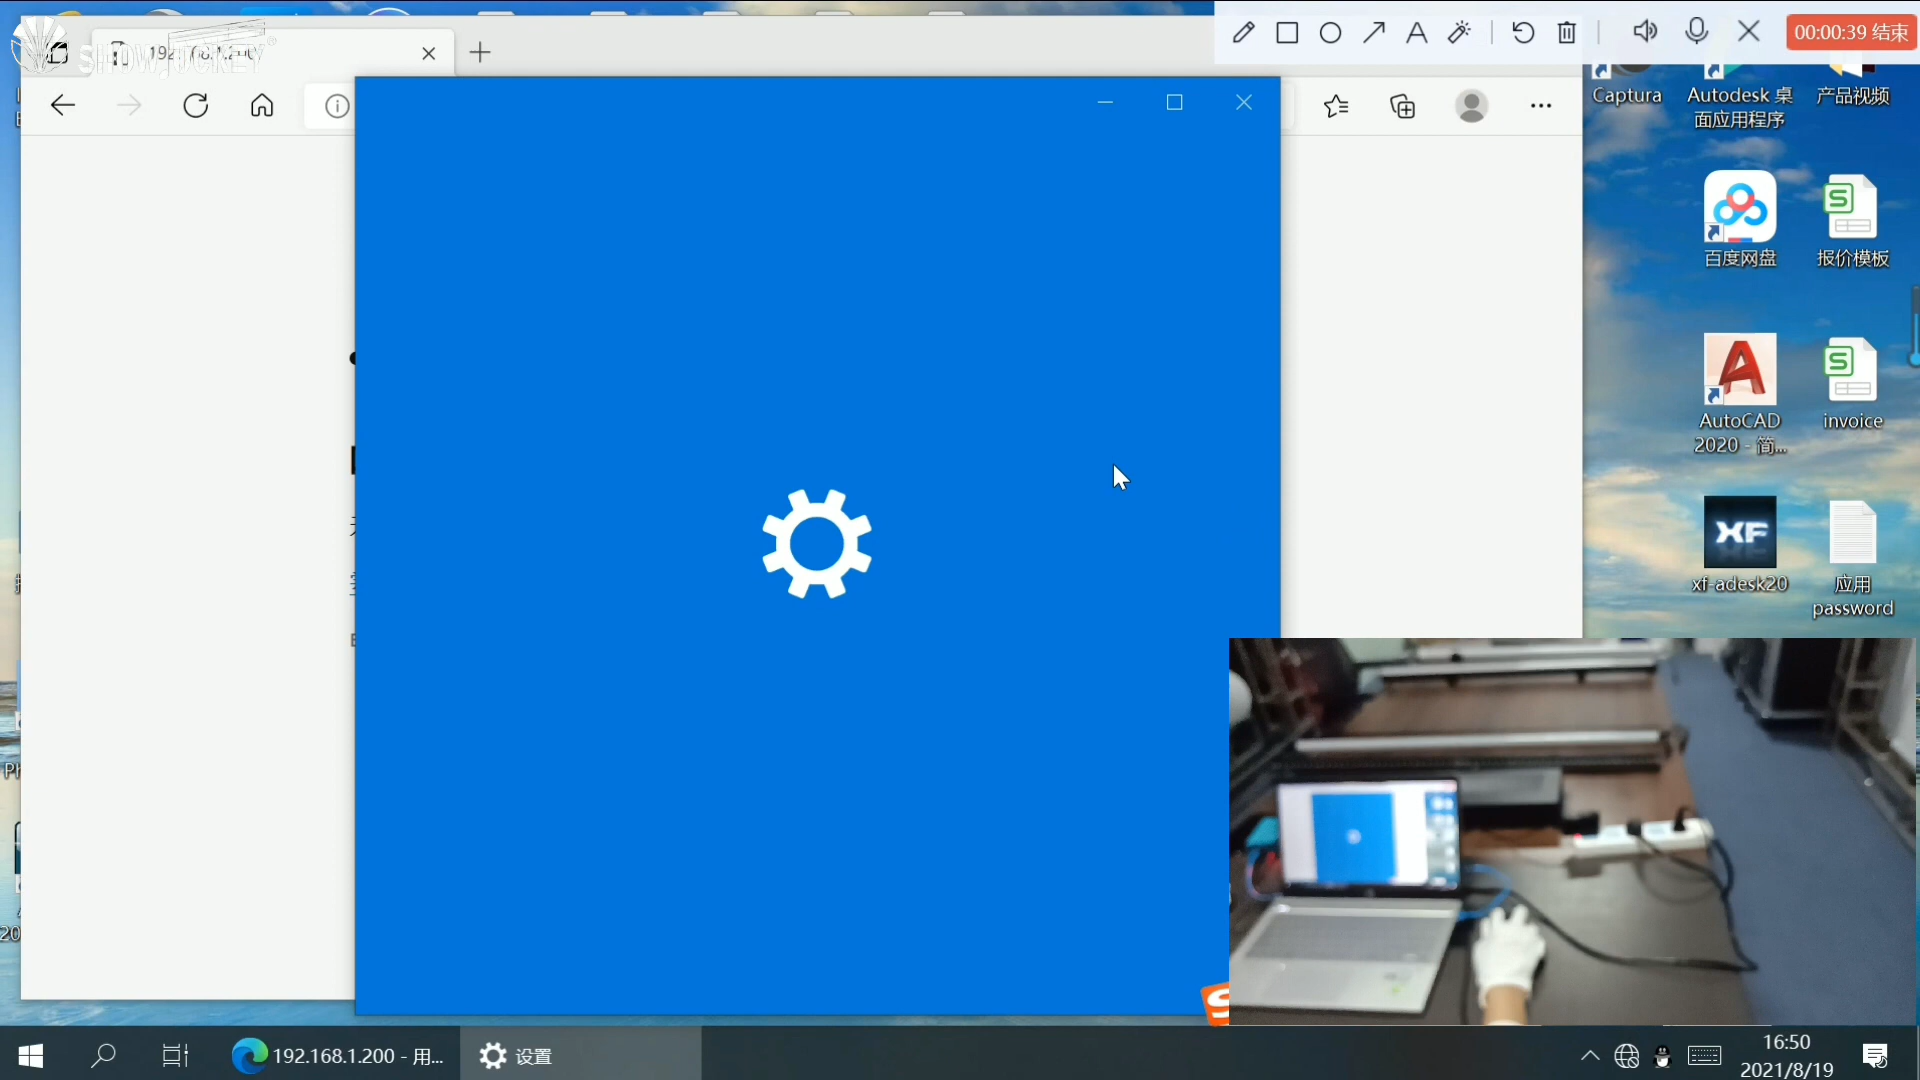 SHOWJOCKEY
00:00:39 结束
Captura
Autodesk 桌
面应用程序
产品视频
百度网盘
报价模板
AutoCAD
2020 - 简...
invoice
XF
xf-adesk20
应用
password
192.168.1.200 - 用...
设置
16:50
2021/8/19